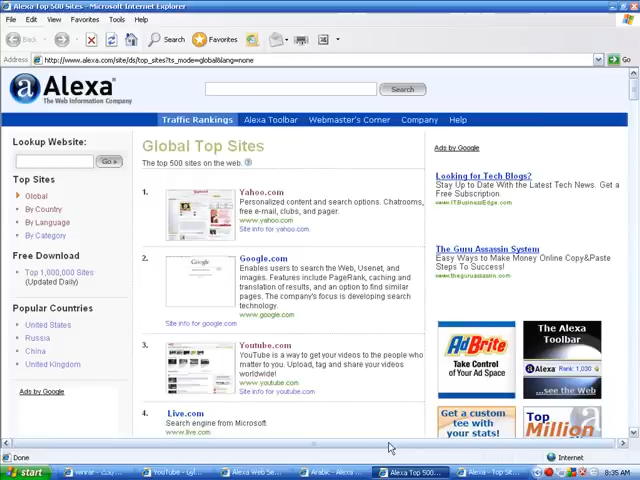 Alexa Top 500 Sites - Microsoft Internet Explorer
File Edit View Favorites Tools Help
Back Search Favorites
Address http://www.alexa.com/site/ds/top_sites?ts_mode=global&lang=none Go
Alexa®
The Web Information Company
Search
Traffic Rankings Alexa Toolbar Webmaster's Corner Company Help
Lookup Website:
Go
Top Sites
Global
By Country
By Language
By Category
Free Download
Top 1,000,000 Sites
(Updated Daily)
Popular Countries
United States
Russia
China
United Kingdom
Ads by Google
Global Top Sites
The top 500 sites on the web.
1. Yahoo.com
Personalized content and search options. Chatrooms,
free e-mail, clubs, and pager.
www.yahoo.com
Site info for yahoo.com
2. Google.com
Enables users to search the Web, Usenet, and
images. Features include PageRank, caching and
translation of results, and an option to find similar
pages. The company's focus is developing search
technology.
www.google.com
Site info for google.com
3. Youtube.com
YouTube is a way to get your videos to the people who
matter to you. Upload, tag and share your videos
worldwide!
www.youtube.com
Site info for youtube.com
4. Live.com
Search engine from Microsoft
www.live.com
Ads by Google
Looking for Tech Blogs?
Stay Up to Date With the Latest Tech News. Get a
Free Subscription
www.ITBusinessEdge.com
The Guru Assassin System
Easy Ways to Make Money Online Copy&Paste
Steps To Success!
www.theguruassassin.com
AdBrite
Take Control
of Your Ad Space
The Alexa
Toolbar
Alexa Rank 1,030
...see the Web
Get a custom
tee with
your stats!
Top
Million
Done Internet
start YouTube Alexa Web Se... Arabic - Alexa ... Alexa Top 500... Alexa - Top Sit... 8:35 AM